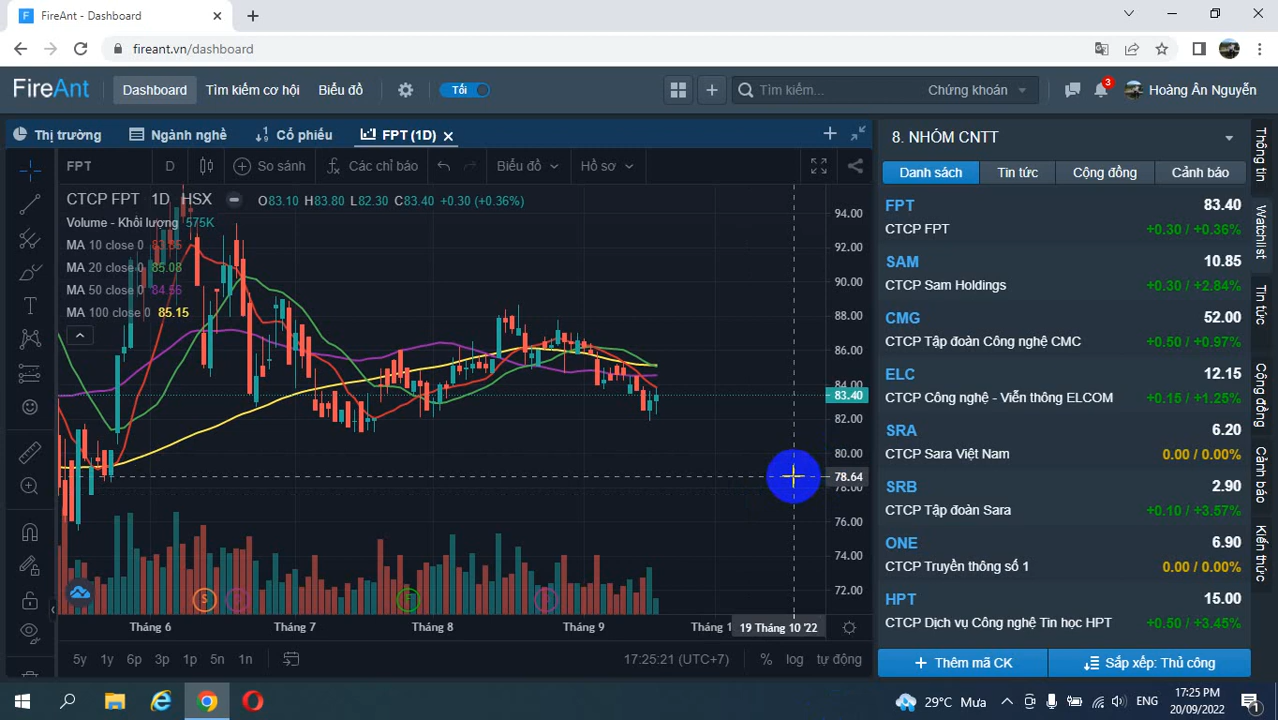 FireAnt - Dashboard
fireant.vn/dashboard
FireAnt Dashboard Tìm kiếm cơ hội Biểu đồ Tối Tìm kiếm... Chứng khoán 3 Hoàng Ân Nguyễn
Thị trường Ngành nghề Cổ phiếu FPT (1D)
FPT D So sánh Các chỉ báo Biểu đồ Hồ sơ
CTCP FPT 1D HSX O83.10 H83.80 L82.30 C83.40 +0.30 (+0.36%)
Volume - Khối lượng 575K
MA 10 close 0
MA 20 close 0 85.08
MA 50 close 0 84.56
MA 100 close 0 85.15
94.00
92.00
90.00
88.00
86.00
84.00
83.40
82.00
80.00
78.64
78.00
76.00
74.00
72.00
S
Tháng 6 Tháng 7 Tháng 8 Tháng 9 Tháng 1 19 Tháng 10 '22
5y 1y 6p 3p 1p 5n 1n 17:25:21 (UTC+7) % log tự động
8. NHÓM CNTT
Danh sách Tin tức Cộng đồng Cảnh báo
FPT 83.40
CTCP FPT +0.30 / +0.36%
SAM 10.85
CTCP Sam Holdings +0.30 / +2.84%
CMG 52.00
CTCP Tập đoàn Công nghệ CMC +0.50 / +0.97%
ELC 12.15
CTCP Công nghệ - Viễn thông ELCOM +0.15 / +1.25%
SRA 6.20
CTCP Sara Việt Nam 0.00 / 0.00%
SRB 2.90
CTCP Tập đoàn Sara +0.10 / +3.57%
ONE 6.90
CTCP Truyền thông số 1 0.00 / 0.00%
HPT 15.00
CTCP Dịch vụ Công nghệ Tin học HPT +0.50 / +3.45%
Thêm mã CK Sắp xếp: Thủ công
Thông tin
Watchlist
Tin tức
Cộng đồng
Cảnh báo
Kiến thức
29°C Mưa ENG 17:25 PM
20/09/2022 1